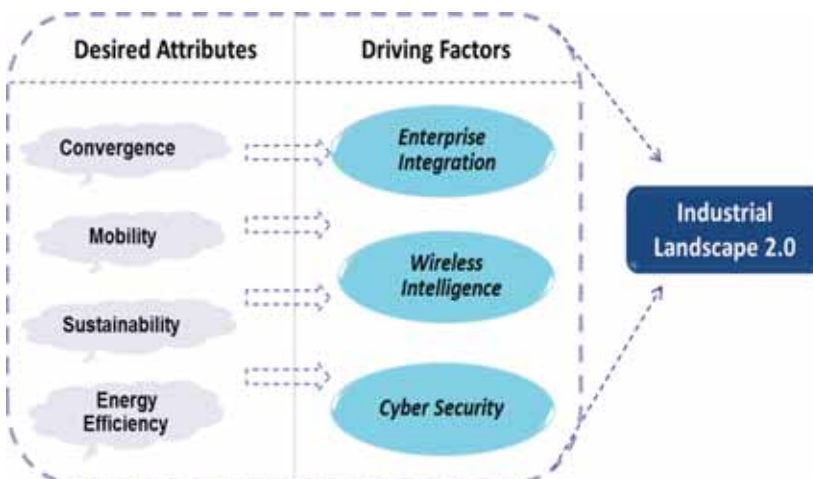 Desired Attributes
Driving Factors
Convergence
Mobility
Sustainability
Energy
Efficiency
Enterprise
Integration
Wireless
Intelligence
Cyber Security
Industrial
Landscape 2.0